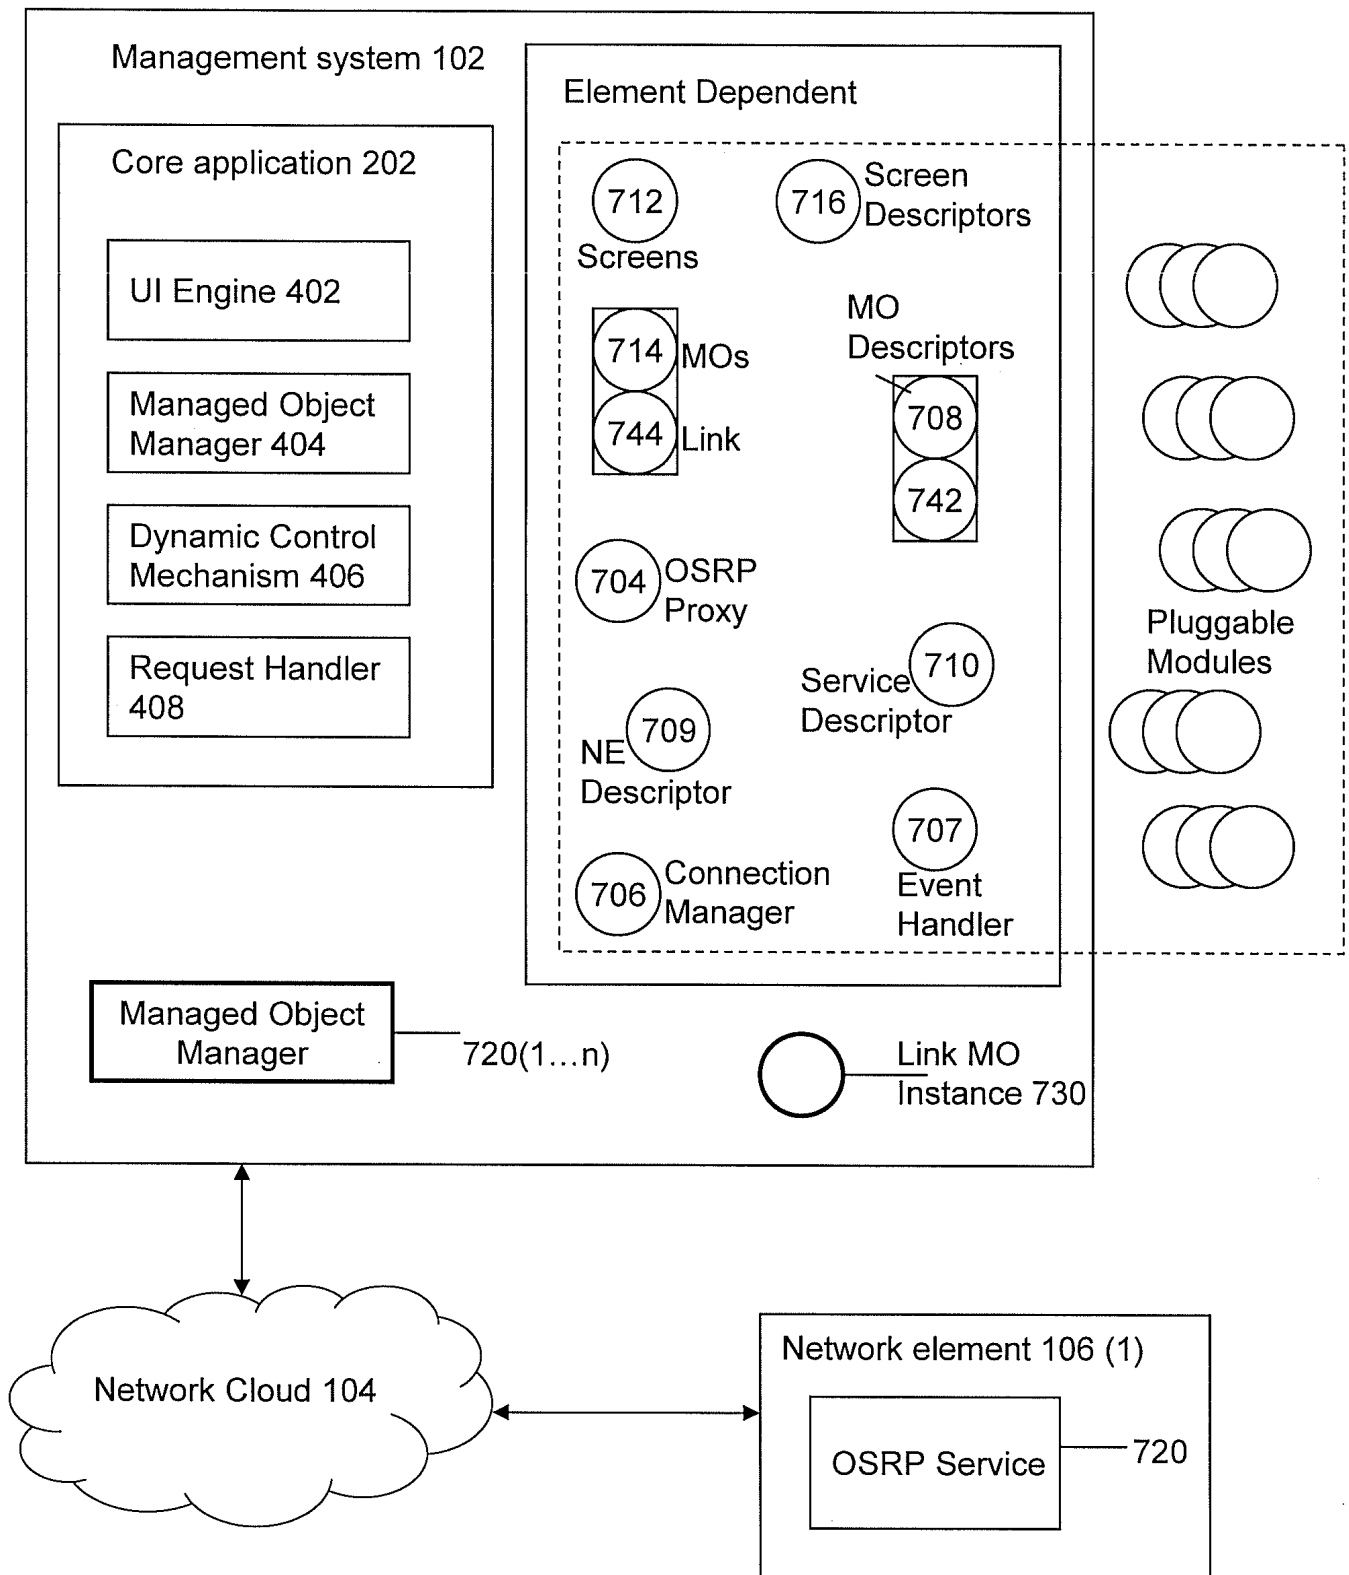 Management system 102
Core application 202
UI Engine 402
Managed Object
Manager 404
Dynamic Control
Mechanism 406
Request Handler
408
Element Dependent
712
Screens
716
Screen
Descriptors
714
MOs
744
Link
MO
Descriptors
708
742
704
OSRP
Proxy
710
Service
Descriptor
709
NE
Descriptor
707
Event
Handler
706
Connection
Manager
Pluggable
Modules
Managed Object
Manager
720(1...n)
Link MO
Instance 730
Network Cloud 104
Network element 106 (1)
OSRP Service
720